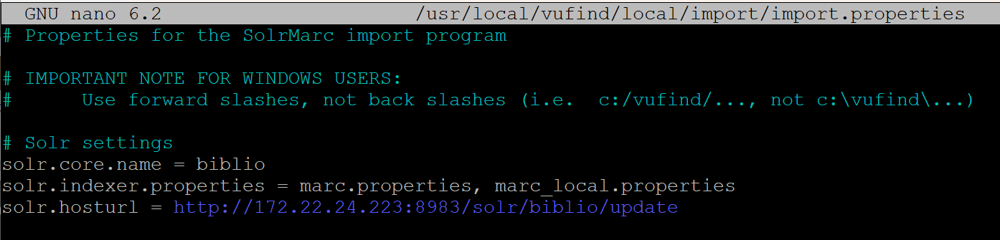 GNU nano 6.2 /usr/local/vufind/local/import/import.properties
# Properties for the SolrMarc import program
# IMPORTANT NOTE FOR WINDOWS USERS:
#      Use forward slashes, not back slashes (i.e.  c:/vufind/..., not c:\vufind\...)
# Solr settings
solr.core.name = biblio
solr.indexer.properties = marc.properties, marc_local.properties
solr.hosturl = http://172.22.24.223:8983/solr/biblio/update